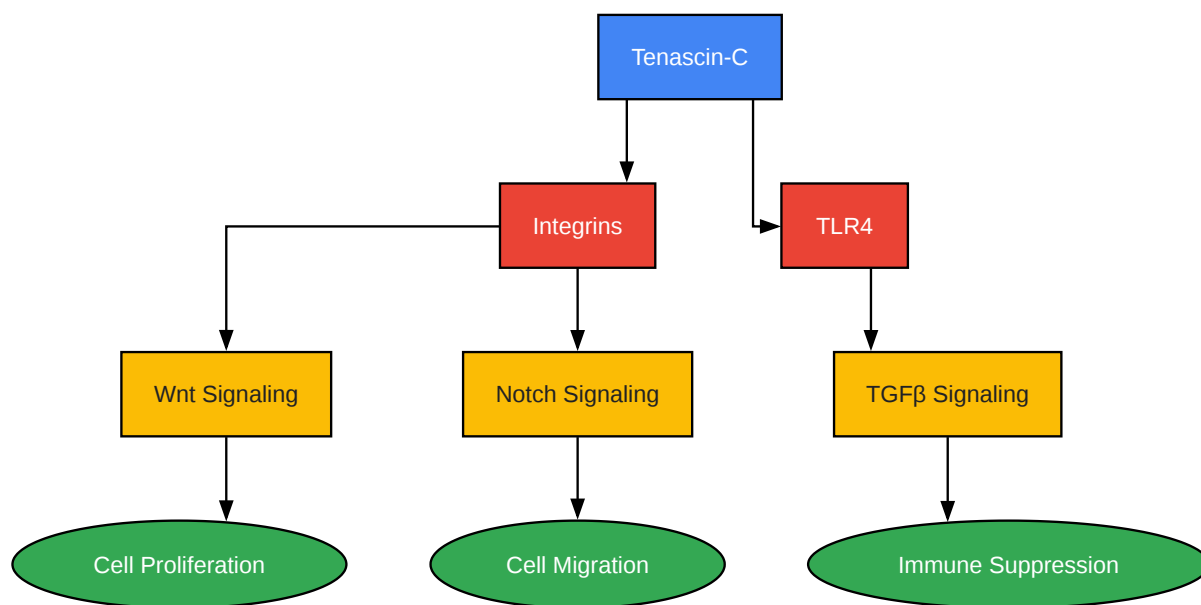 Tenascin-C
Integrins
TLR4
Wnt Signaling
Notch Signaling
TGFβ Signaling
Cell Proliferation
Cell Migration
Immune Suppression